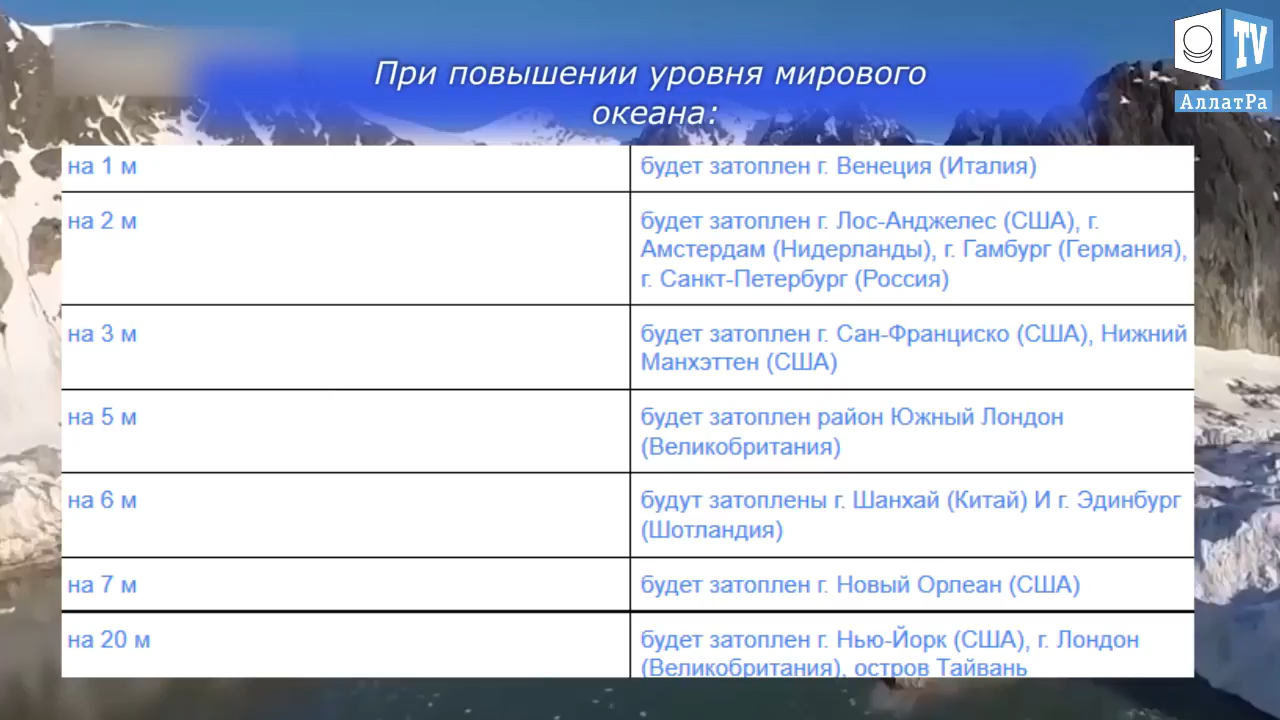 При повышении уровня мирового
океана:
TV
АллатРа
на 1 м
будет затоплен г. Венеция (Италия)
на 2 м
будет затоплен г. Лос-Анджелес (США), г.
Амстердам (Нидерланды), г. Гамбург (Германия),
г. Санкт-Петербург (Россия)
на 3 м
будет затоплен г. Сан-Франциско (США), Нижний
Манхэттен (США)
на 5 м
будет затоплен район Южный Лондон
(Великобритания)
на 6 м
будут затоплены г. Шанхай (Китай) И г. Эдинбург
(Шотландия)
на 7 м
будет затоплен г. Новый Орлеан (США)
на 20 м
будет затоплен г. Нью-Йорк (США), г. Лондон
(Великобритания), остров Тайвань